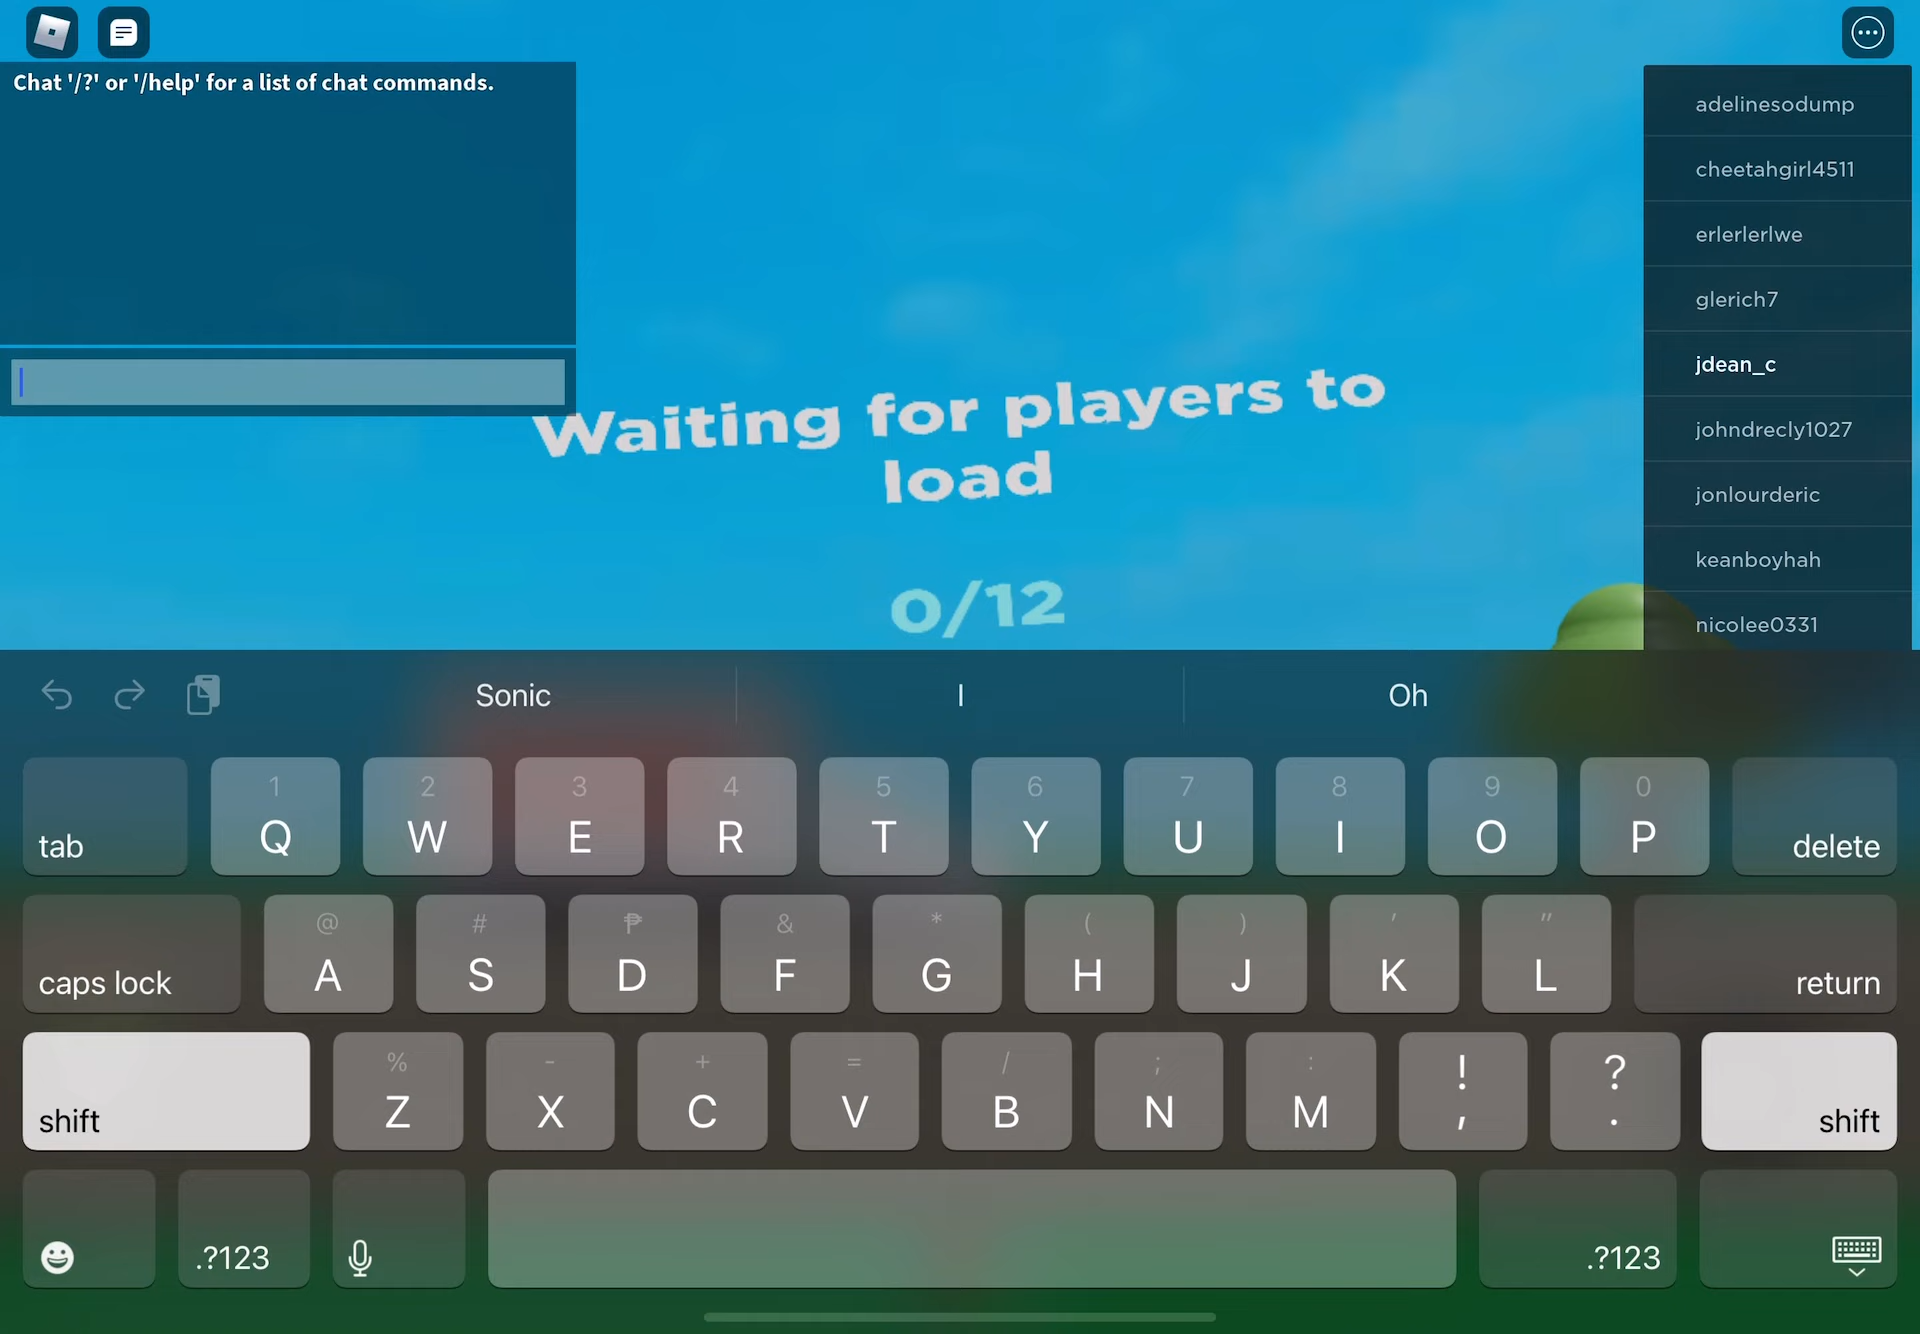 Chat '/?' or '/help' for a list of chat commands.
adelinesodump
cheetahgirl4511
erlerlerlwe
glerich7
jdean_c
johndrecly1027
jonlourderic
keanboyhah
nicolee0331
Waiting for players to
load
0/12
Sonic I Oh
1 2 3 4 5 6 7 8 9 0
tab Q W E R T Y U I O P delete
@ # ₱ & * ( ) ' "
caps lock A S D F G H J K L return
% - + = / ; : ! ?
shift Z X C V B N M , . shift
.?123 .?123